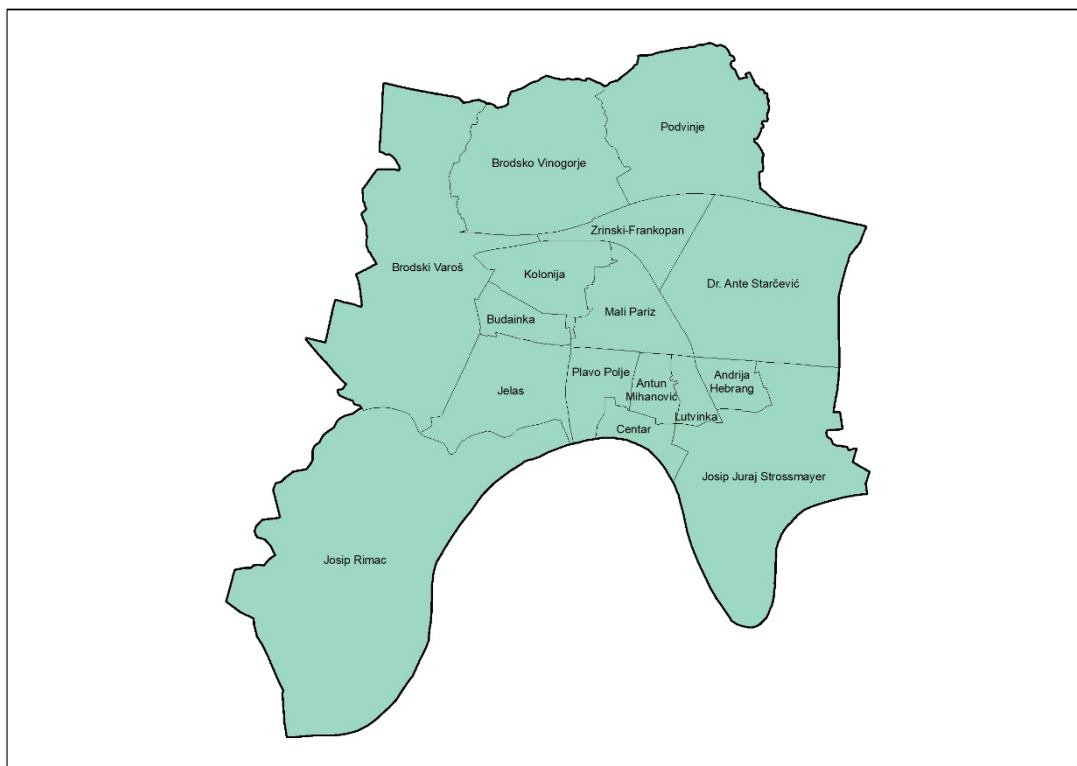 Podvinje
Brodsko Vinogorje
Zrinski-Frankopan
Brodski Varoš
Kolonija
Dr. Ante Starčević
Mali Pariz
Budainka
Plavo Polje
Andrija
Hebrang
Antun
Mihanović
Jelas
Lutvinka
Centar
Josip Juraj Strossmayer
Josip Rimac